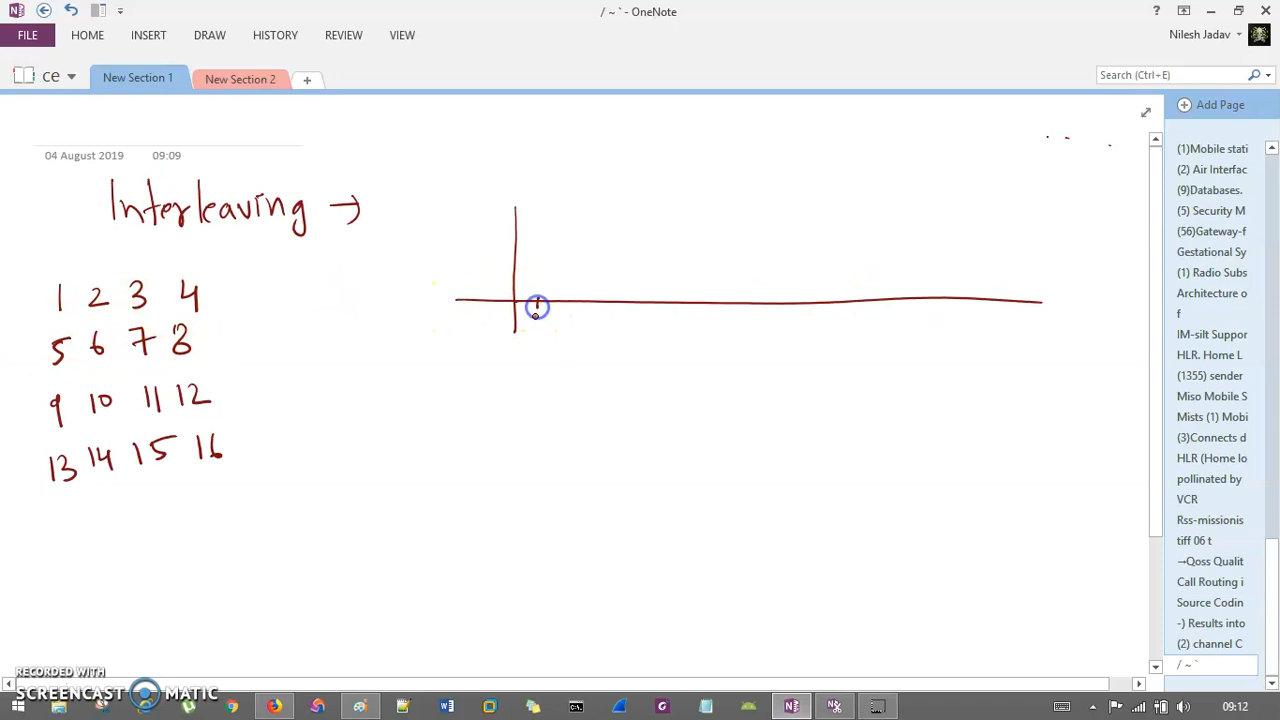 / ~ ` - OneNote
?
Nilesh Jadav
FILE HOME INSERT DRAW HISTORY REVIEW VIEW
ce New Section 1 New Section 2 +
Search (Ctrl+E)
Add Page
04 August 2019 09:09
Interleaving →
1 2 3 4
5 6 7 8
9 10 11 12
13 14 15 16
(1)Mobile stati
(2) Air Interfac
(9)Databases.
(5) Security M
(56)Gateway-f
Gestational Sy
(1) Radio Subs
Architecture o
f
IM-silt Support
HLR. Home L
(1355) sender
Miso Mobile S
Mists (1) Mobi
(3)Connects d
HLR (Home lo
pollinated by
VCR
Rss-missionis
tiff 06 t
→Qoss Qualit
Call Routing i
Source Codin
-) Results into
(2) channel C
/ ~ `
RECORDED WITH
SCREENCAST MATIC
09:12